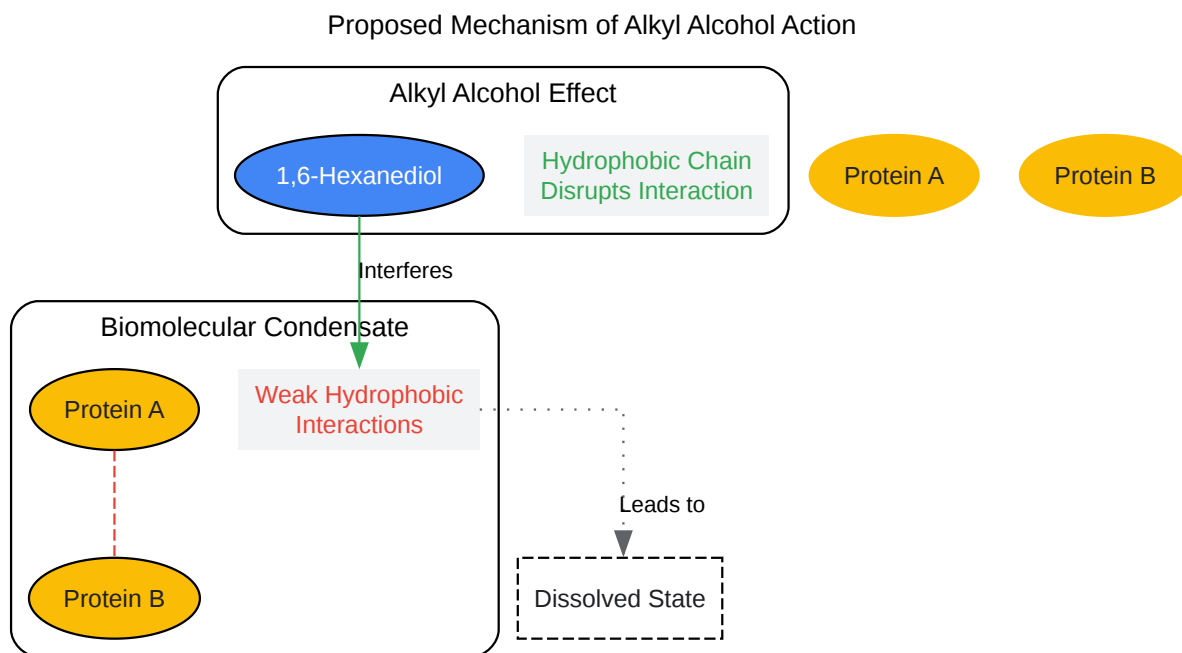 Proposed Mechanism of Alkyl Alcohol Action
Alkyl Alcohol Effect
1,6-Hexanediol
Hydrophobic Chain
Disrupts Interaction
Protein A
Protein B
Interferes
Biomolecular Condensate
Protein A
Weak Hydrophobic
Interactions
Leads to
Protein B
Dissolved State